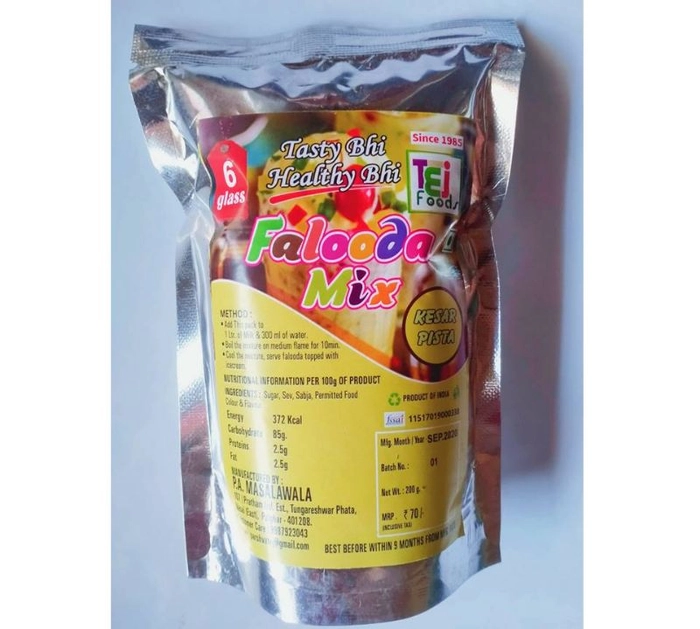 Since 1985
TEJ
Foods
Tasty Bhi
Healthy Bhi
6
glass
Falooda
Mix
KESAR
PISTA
METHOD :
• Add This pack to
1 Ltr. of Milk & 300 ml of water.
• Boil the mixture on medium flame for 10min.
• Cool the mixture, serve falooda topped with
icecream.
NUTRITIONAL INFORMATION PER 100g OF PRODUCT
INGREDIENTS : Sugar, Sev, Sabja, Permitted Food
Colour & Flavour
Energy 372 Kcal
Carbohydrate 85g.
Proteins 2.5g
Fat 2.5g
MANUFACTURED BY :
P.A. MASALAWALA
Est., Tungareshwar Phata,
(East), - 401208.
Care
@gmail.com
PRODUCT OF INDIA
fssai
Mfg. Month / Year SEP.2020
Batch No. : 01
Net Wt. : 200 g.
MRP. ₹ 70 /-
(INCLUSIVE TAX)
BEST BEFORE WITHIN 9 MONTHS FROM